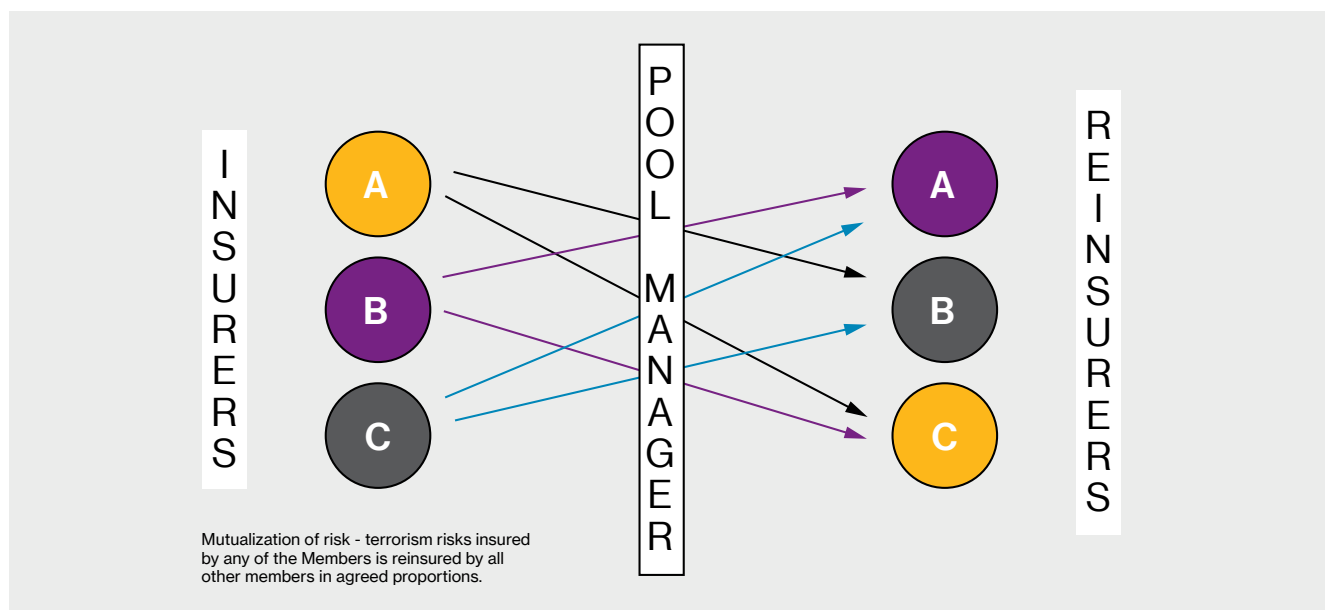 INSURERS
A
B
C
POOL MANAGER
A
B
C
REINSURERS
Mutualization of risk - terrorism risks insured
by any of the Members is reinsured by all
other members in agreed proportions.